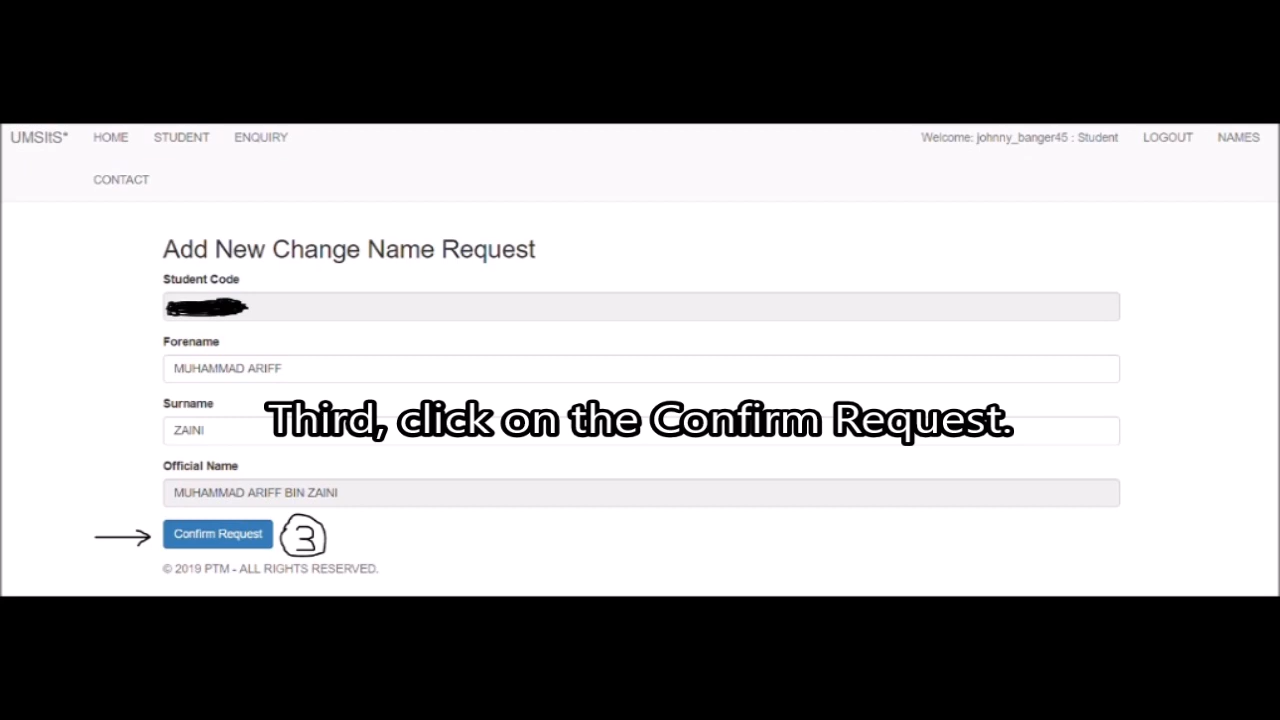 UMSItS* HOME STUDENT ENQUIRY Welcome: johnny_banger45 : Student LOGOUT NAMES
CONTACT
Add New Change Name Request
Student Code
Forename
MUHAMMAD ARIFF
Surname
ZAINI
Third, click on the Confirm Request.
Official Name
MUHAMMAD ARIFF BIN ZAINI
Confirm Request 3
© 2019 PTM - ALL RIGHTS RESERVED.